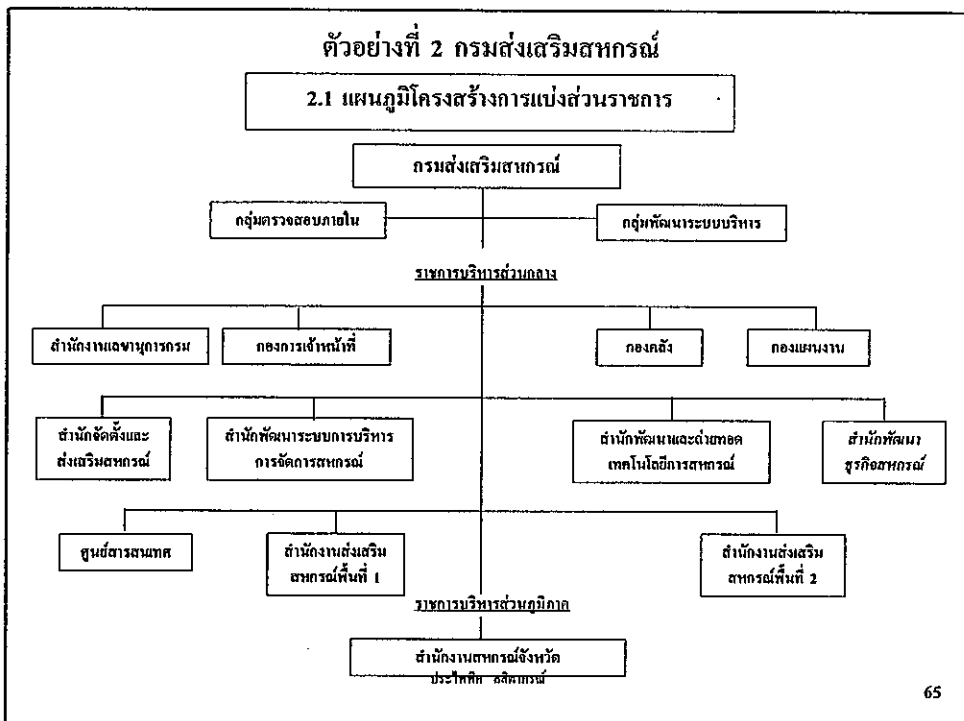 ตัวอย่างที่ 2 กรมส่งเสริมสหกรณ์
2.1 แผนภูมิโครงสร้างการแบ่งส่วนราชการ
กรมส่งเสริมสหกรณ์
กลุ่มตรวจสอบภายใน
กลุ่มพัฒนาระบบบริหาร
ราชการบริหารส่วนกลาง
สำนักงานเลขานุการกรม
กองการเจ้าหน้าที่
กองคลัง
กองแผนงาน
สำนักจัดตั้งและ
ส่งเสริมสหกรณ์
สำนักพัฒนาระบบการบริหาร
การจัดการสหกรณ์
สำนักพัฒนาและถ่ายทอด
เทคโนโลยีการสหกรณ์
สำนักพัฒนา
ธุรกิจสหกรณ์
ศูนย์สารสนเทศ
สำนักงานส่งเสริม
สหกรณ์พื้นที่ 1
สำนักงานส่งเสริม
สหกรณ์พื้นที่ 2
ราชการบริหารส่วนภูมิภาค
สำนักงานสหกรณ์จังหวัด
65